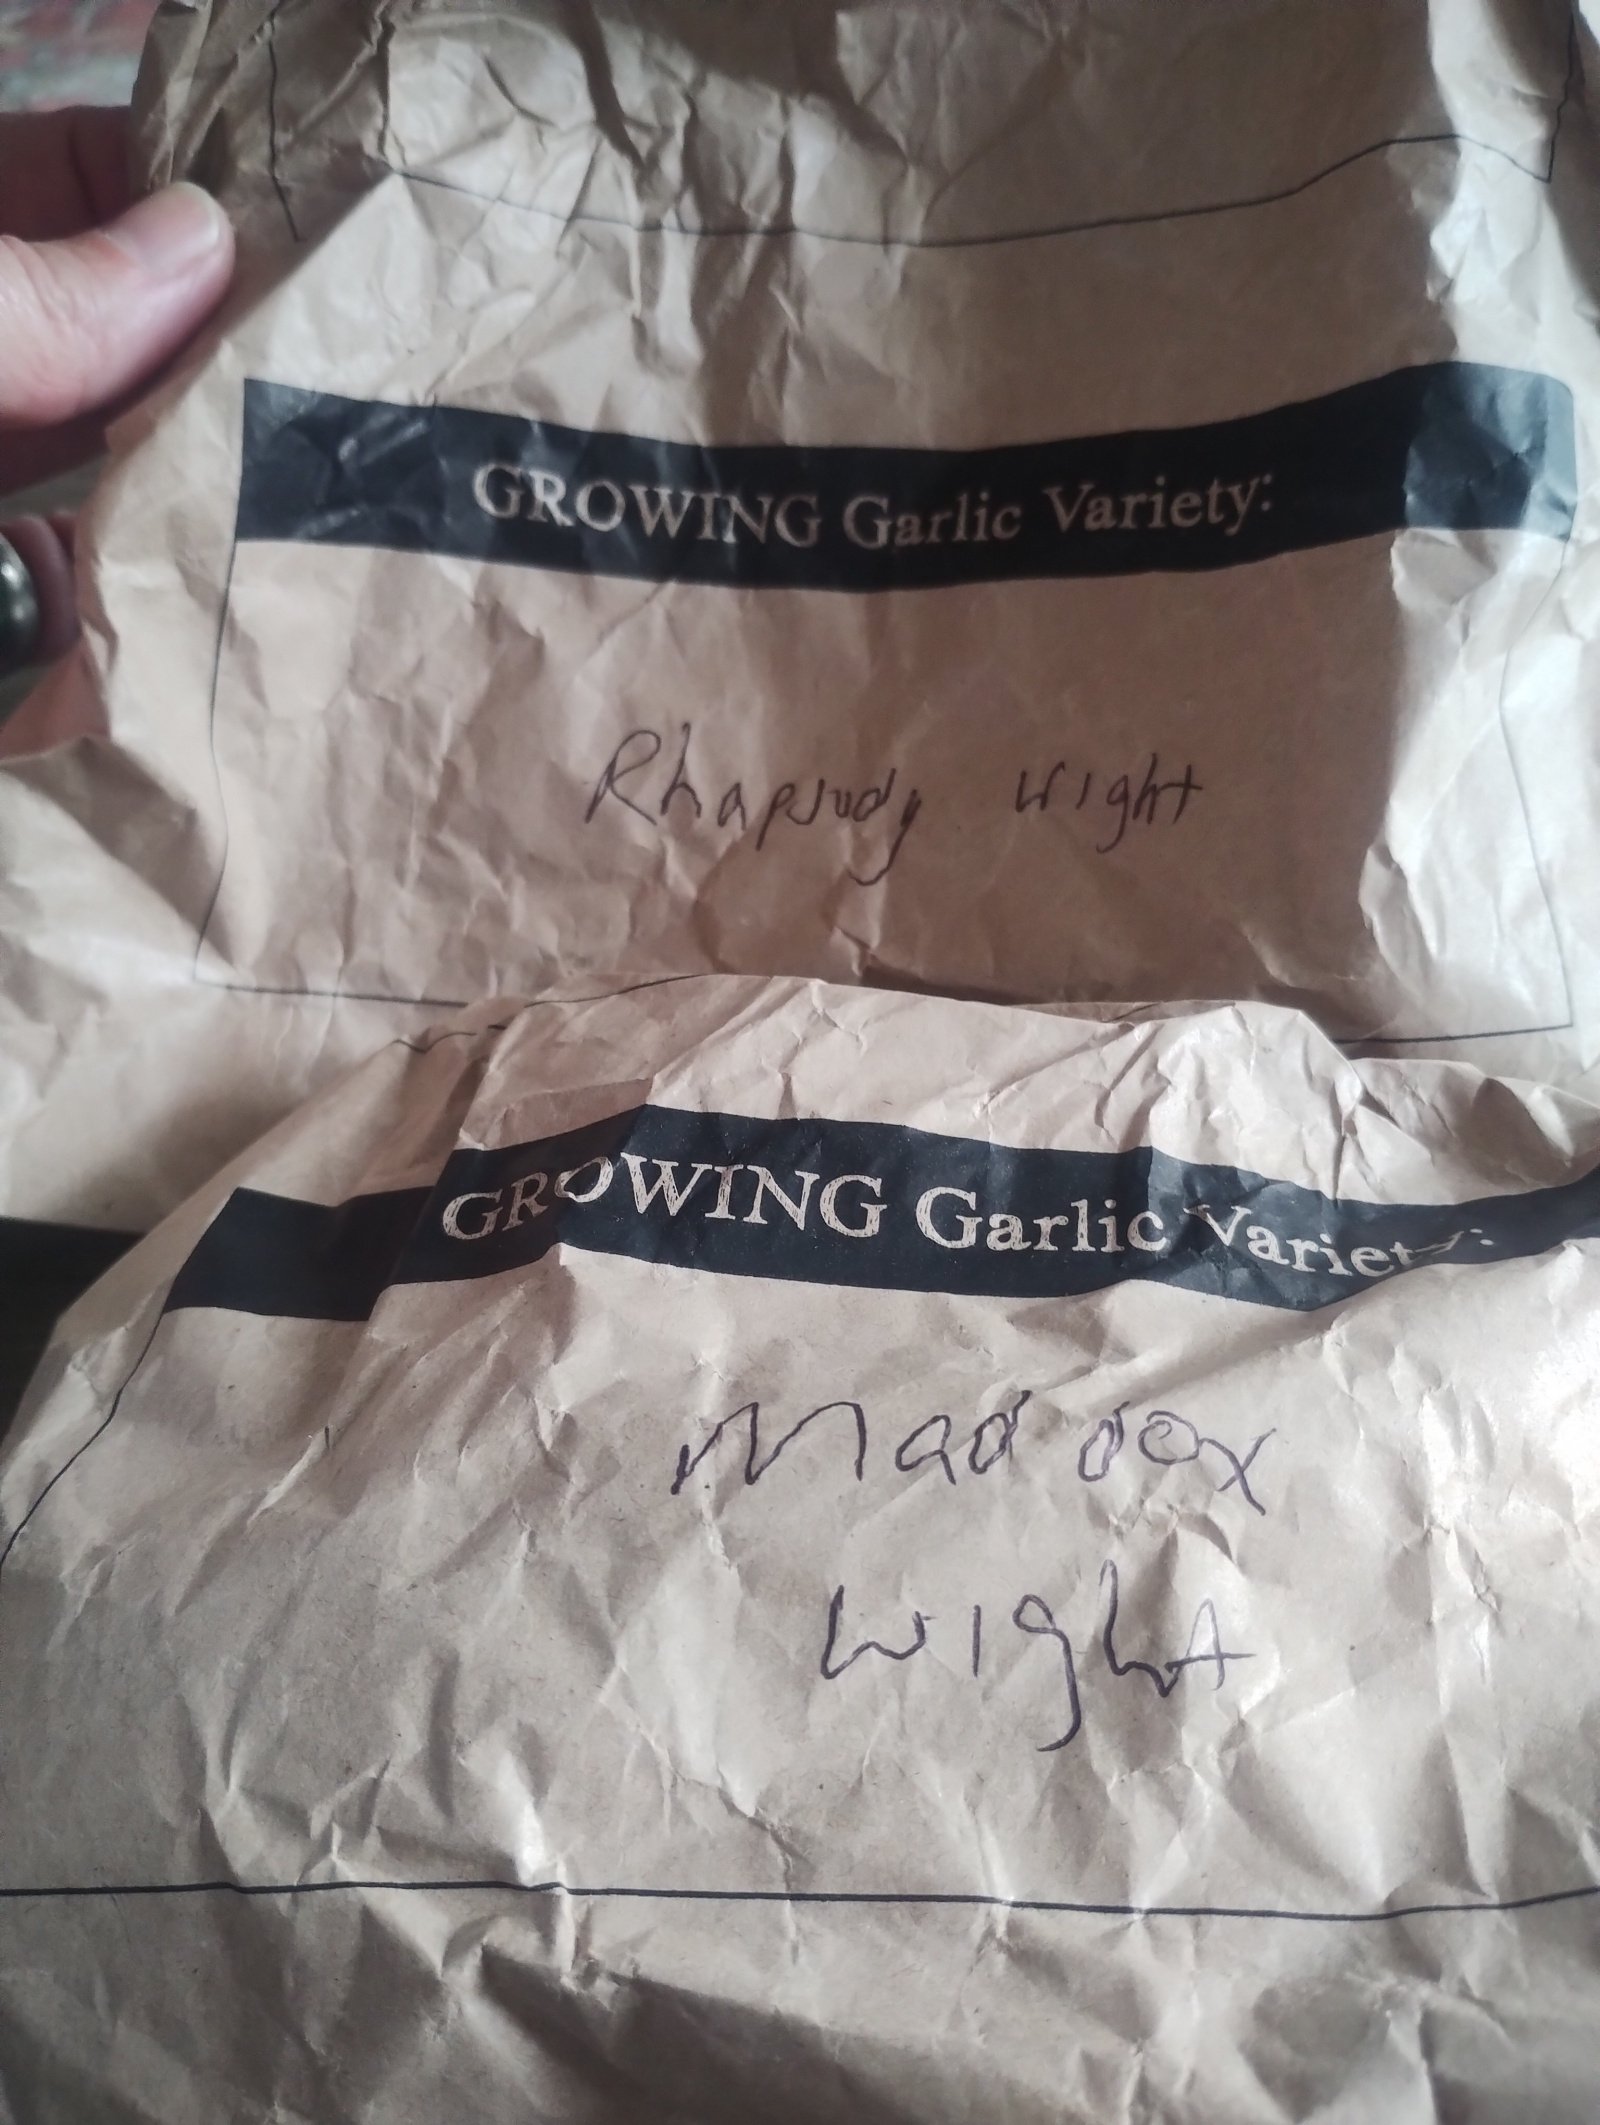 GROWING Garlic Variety:
Rhapsody Wight
GROWING Garlic Variety:
Maddox
Wight